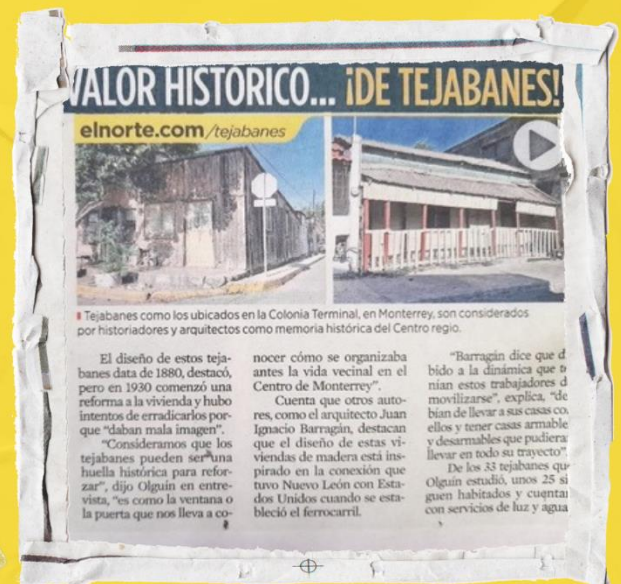 VALOR HISTÓRICO... ¡DE TEJABANES!
elnorte.com/tejabanes
Tejabanes como los ubicados en la Colonia Terminal, en Monterrey, son considerados
por historiadores y arquitectos como memoria histórica del Centro regio.
El diseño de estos teja-
banes data de 1880, destacó,
pero en 1930 comenzó una
reforma a la vivienda y hubo
intentos de erradicarlos por-
que “daban mala imagen”.
“Consideramos que los
tejabanes pueden ser una
huella histórica para refor-
zar”, dijo Olguín en entre-
vista, “es como la ventana o
la puerta que nos lleva a co-
nocer cómo se organizaba
antes la vida vecinal en el
Centro de Monterrey”.
Cuenta que otros auto-
res, como el arquitecto Juan
Ignacio Barragán, destacan
que el diseño de estas vi-
viendas de madera está ins-
pirado en la conexión que
tuvo Nuevo León con Esta-
dos Unidos cuando se esta-
bleció el ferrocarril.
“Barragán dice que d
bido a la dinámica que t
nían estos trabajadores d
movilizarse”, explica, “de
bían de llevar a sus casas co
ellos y tener casas armable
y desarmables que pudiera
llevar en todo su trayecto”.
De los 33 tejabanes qu
Olguín estudió, unos 25 si
guen habitados y cuenta
con servicios de luz y agua